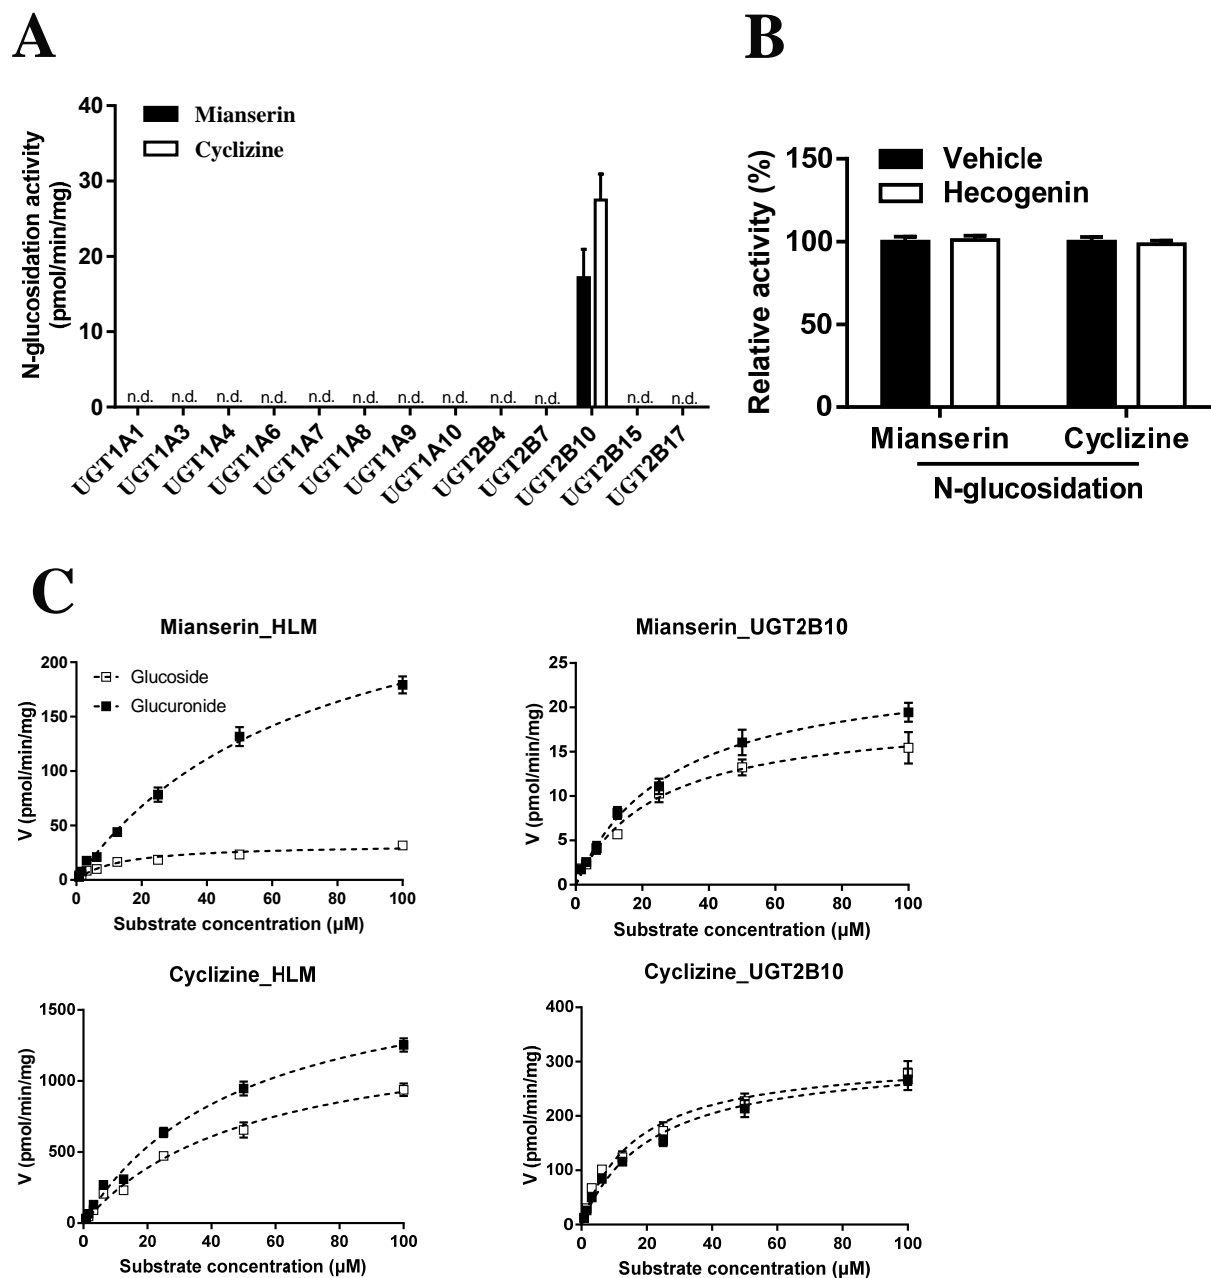 A
N-glucosidation activity
(pmol/min/mg)
40
30
20
10
0
Mianserin
Cyclizine
n.d. n.d. n.d. n.d. n.d. n.d. n.d. n.d. n.d. n.d. n.d. n.d.
UGT1A1 UGT1A3 UGT1A4 UGT1A6 UGT1A7 UGT1A8 UGT1A9 UGT1A10 UGT2B4 UGT2B7 UGT2B10 UGT2B15 UGT2B17
B
Relative activity (%)
150
100
50
0
Vehicle
Hecogenin
Mianserin Cyclizine
N-glucosidation
C
Mianserin_HLM
V (pmol/min/mg)
200
150
100
50
0
Glucoside
Glucuronide
0 20 40 60 80 100
Substrate concentration (µM)
Mianserin_UGT2B10
V (pmol/min/mg)
25
20
15
10
5
0
0 20 40 60 80 100
Substrate concentration (µM)
Cyclizine_HLM
V (pmol/min/mg)
1500
1000
500
0
0 20 40 60 80 100
Substrate concentration (µM)
Cyclizine_UGT2B10
V (pmol/min/mg)
400
300
200
100
0
0 20 40 60 80 100
Substrate concentration (µM)